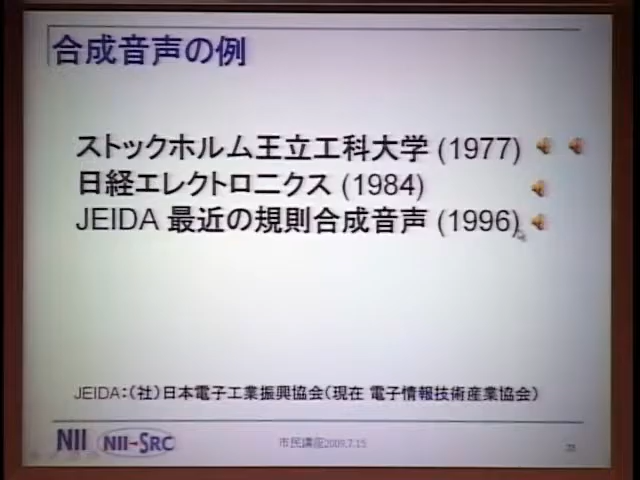 合成音声の例
ストックホルム王立工科大学 (1977)
日経エレクトロニクス (1984)
JEIDA 最近の規則合成音声 (1996)
JEIDA：（社）日本電子工業振興協会（現在 電子情報技術産業協会）
NII NII-SRC 市民講座2009.7.15